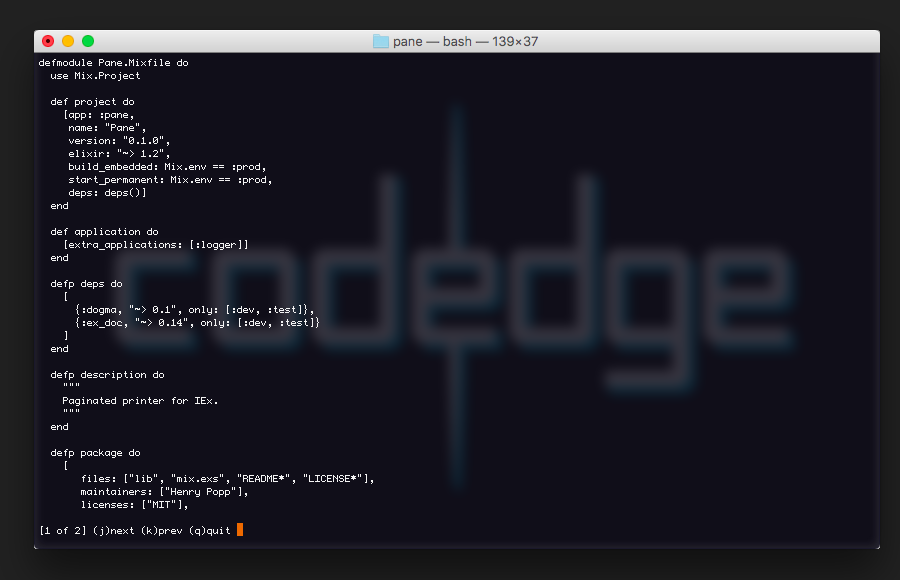 pane — bash — 139×37
defmodule Pane.Mixfile do
  use Mix.Project

  def project do
    [app: :pane,
     name: "Pane",
     version: "0.1.0",
     elixir: "~> 1.2",
     build_embedded: Mix.env == :prod,
     start_permanent: Mix.env == :prod,
     deps: deps()]
  end

  def application do
    [extra_applications: [:logger]]
  end

  defp deps do
    [
      {:dogma, "~> 0.1", only: [:dev, :test]},
      {:ex_doc, "~> 0.14", only: [:dev, :test]}
    ]
  end

  defp description do
    """
    Paginated printer for IEx.
    """
  end

  defp package do
    [
       files: ["lib", "mix.exs", "README*", "LICENSE*"],
       maintainers: ["Henry Popp"],
       licenses: ["MIT"],

[1 of 2] (j)next (k)prev (q)quit
codedge